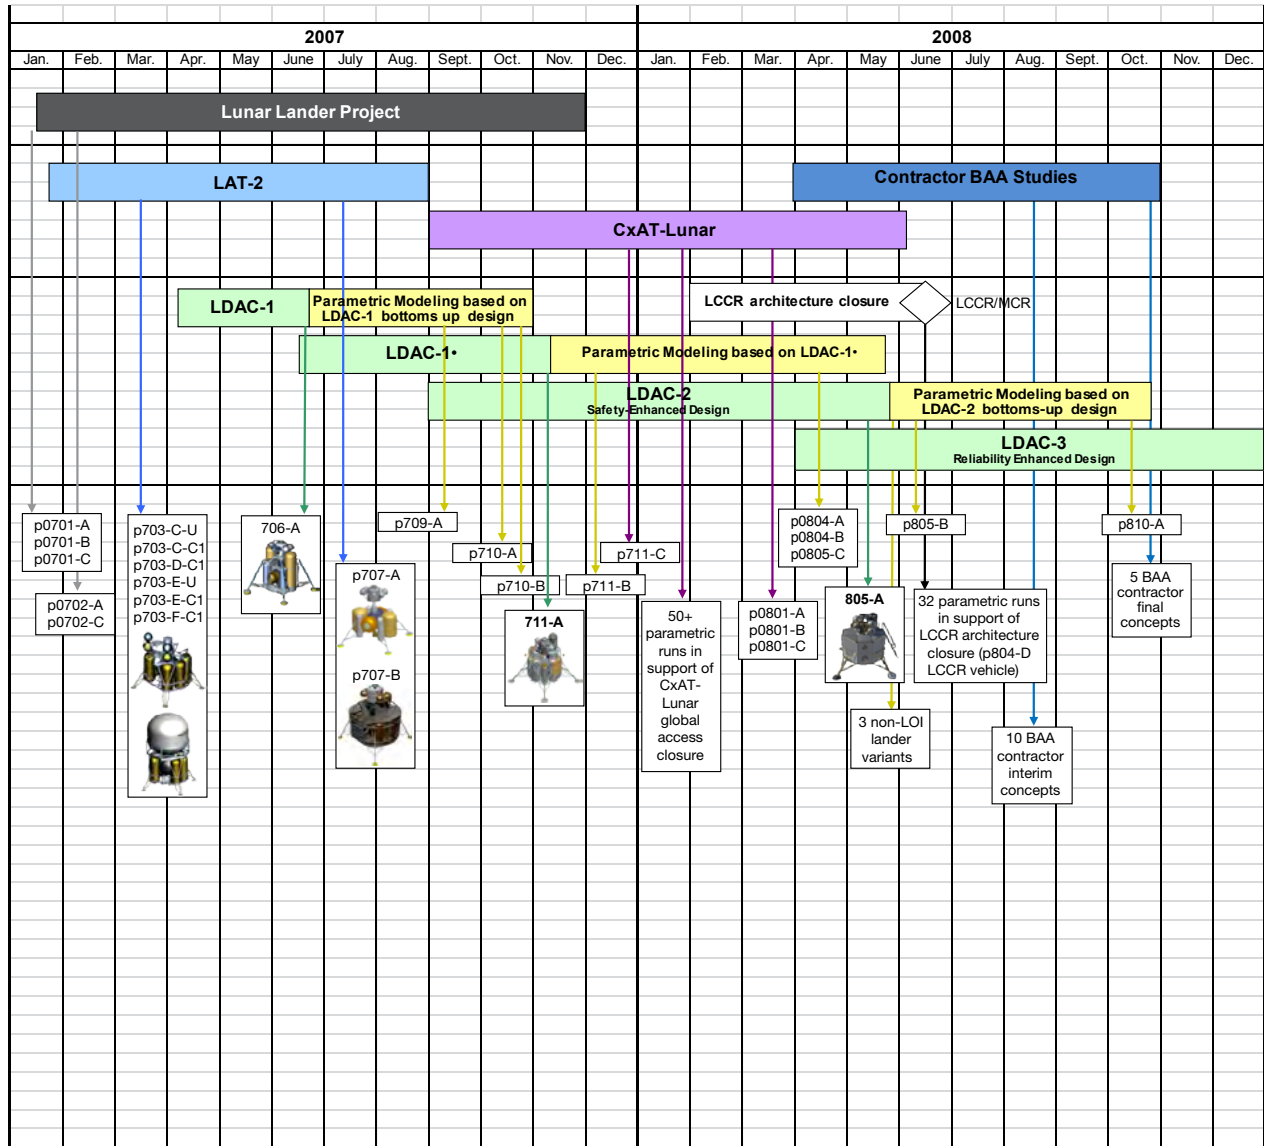 2007
2008
Jan.
Feb.
Mar.
Apr.
May
June
July
Aug.
Sept.
Oct.
Nov.
Dec.
Jan.
Feb.
Mar.
Apr.
May
June
July
Aug.
Sept.
Oct.
Nov.
Dec.
Lunar Lander Project
LAT-2
Contractor BAA Studies
CxAT-Lunar
LDAC-1
Parametric Modeling based on
LDAC-1 bottoms up design
LCCR architecture closure
LCCR/MCR
LDAC-1•
Parametric Modeling based on LDAC-1•
LDAC-2
Safety-Enhanced Design
Parametric Modeling based on
LDAC-2 bottoms-up design
LDAC-3
Reliability Enhanced Design
p0701-A
p0701-B
p0701-C
p0702-A
p0702-C
p703-C-U
p703-C-C1
p703-D-C1
p703-E-U
p703-E-C1
p703-F-C1
706-A
p707-A
p707-B
p709-A
p710-A
p710-B
711-A
p711-B
p711-C
50+
parametric
runs in
support of
CxAT-
Lunar
global
access
closure
p0801-A
p0801-B
p0801-C
p0804-A
p0804-B
p0805-C
805-A
3 non-LOI
lander
variants
p805-B
32 parametric runs
in support of
LCCR architecture
closure (p804-D
LCCR vehicle)
10 BAA
contractor
interim
concepts
p810-A
5 BAA
contractor
final
concepts